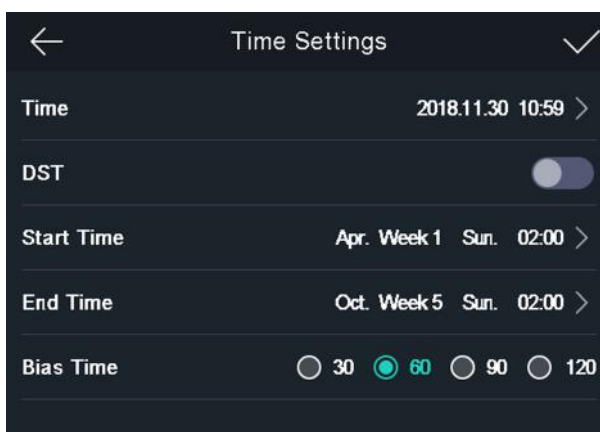 Time Settings
Time 2018.11.30 10:59
DST
Start Time Apr. Week 1 Sun. 02:00
End Time Oct. Week 5 Sun. 02:00
Bias Time 30 60 90 120